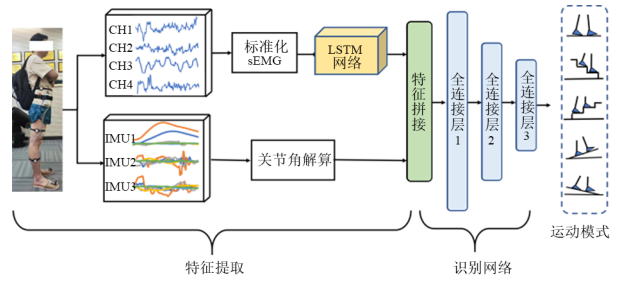 CH1
CH2
CH3
CH4
标准化
sEMG
LSTM
网络
IMU1
IMU2
IMU3
关节角解算
特征拼接
全连接层1
全连接层2
全连接层3
运动模式
特征提取
识别网络